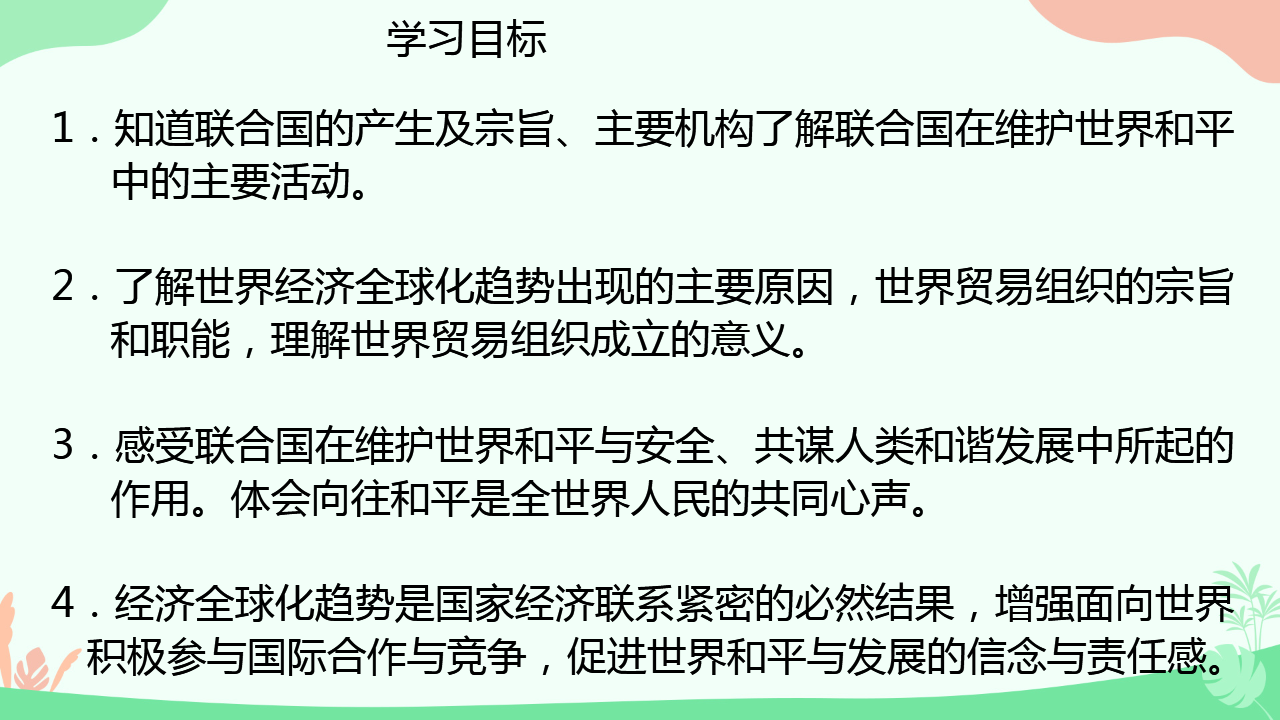 学习目标
1．知道联合国的产生及宗旨、主要机构了解联合国在维护世界和平
中的主要活动。
2．了解世界经济全球化趋势出现的主要原因，世界贸易组织的宗旨
和职能，理解世界贸易组织成立的意义。
3．感受联合国在维护世界和平与安全、共谋人类和谐发展中所起的
作用。体会向往和平是全世界人民的共同心声。
4．经济全球化趋势是国家经济联系紧密的必然结果，增强面向世界
积极参与国际合作与竞争，促进世界和平与发展的信念与责任感。